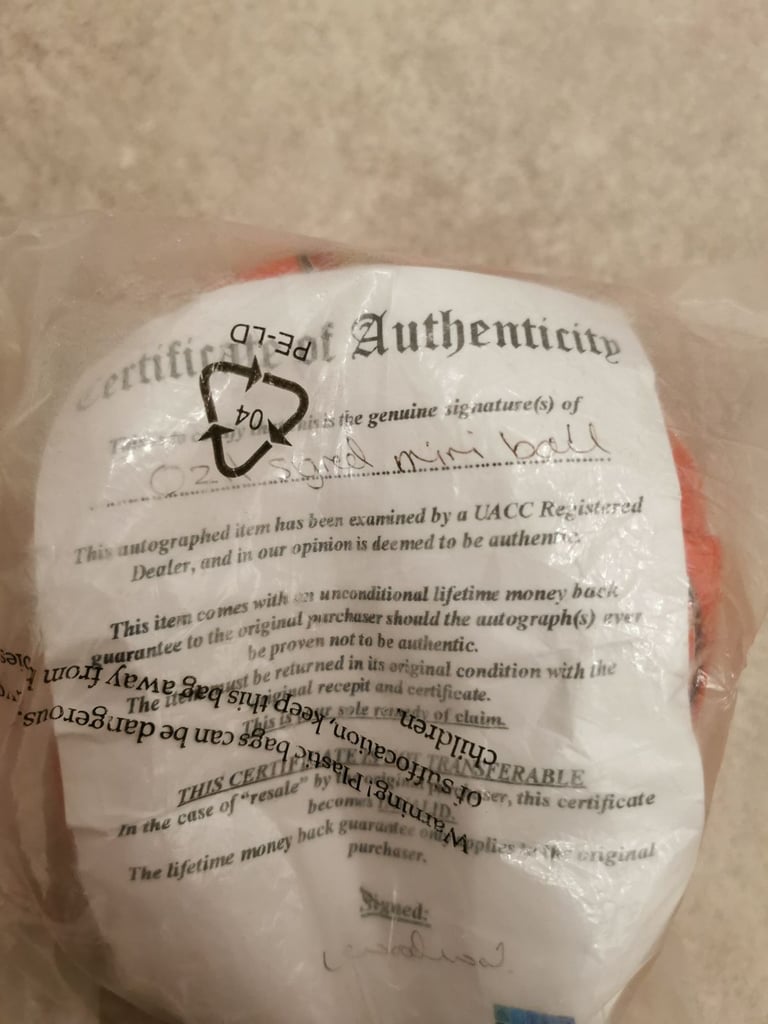 Certificate of Authenticity
This is to certify that this is the genuine signature(s) of
signed mini ball
This autographed item has been examined by a UACC Registered
Dealer, and in our opinion is deemed to be authentic.
This item comes with an unconditional lifetime money back
guarantee to the original purchaser should the autograph(s) ever
be proven not to be authentic.
The item must be returned in its original condition with the
original recepit and certificate.
This is your sole remedy of claim.
THIS CERTIFICATE IS NOT TRANSFERABLE
In the case of "resale" by the original purchaser, this certificate
becomes INVALID.
The lifetime money back guarantee only applies to the original
purchaser.
Signed:
PE-LD
04
Warning! Plastic bags can be dangerous.
of suffocation, keep this bag away from
children.